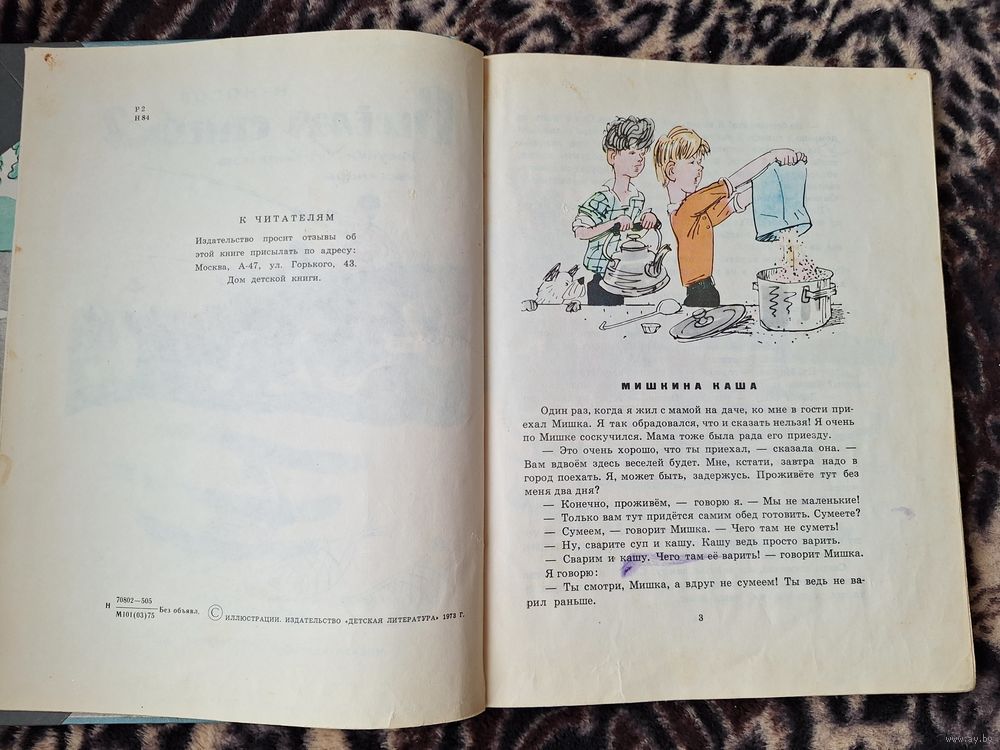 Р2
Н84
К ЧИТАТЕЛЯМ
Издательство просит отзывы об
этой книге присылать по адресу:
Москва, А-47, ул. Горького, 43.
Дом детской книги.
Н 70802—505 Без объявл.
М101(03)75
© ИЛЛЮСТРАЦИИ. ИЗДАТЕЛЬСТВО «ДЕТСКАЯ ЛИТЕРАТУРА» 1973 Г.
МИШКИНА КАША
Один раз, когда я жил с мамой на даче, ко мне в гости при-
ехал Мишка. Я так обрадовался, что и сказать нельзя! Я очень
по Мишке соскучился. Мама тоже была рада его приезду.
— Это очень хорошо, что ты приехал, — сказала она. —
Вам вдвоём здесь веселей будет. Мне, кстати, завтра надо в
город поехать. Я, может быть, задержусь. Проживёте тут без
меня два дня?
— Конечно, проживём, — говорю я. — Мы не маленькие!
— Только вам тут придётся самим обед готовить. Сумеете?
— Сумеем, — говорит Мишка. — Чего там не суметь!
— Ну, сварите суп и кашу. Кашу ведь просто варить.
— Сварим и кашу. Чего там её варить! — говорит Мишка.
Я говорю:
— Ты смотри, Мишка, а вдруг не сумеем! Ты ведь не ва-
рил раньше.
3
www.ay.by